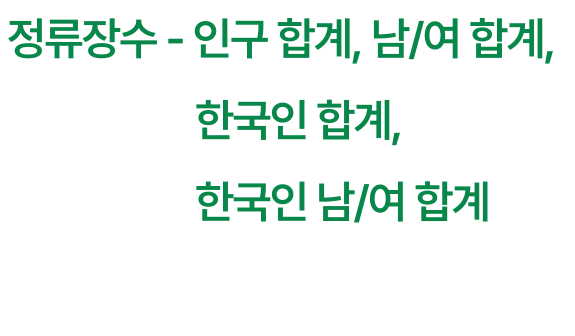 정류장수 - 인구 합계, 남/여 합계,
한국인 합계,
한국인 남/여 합계